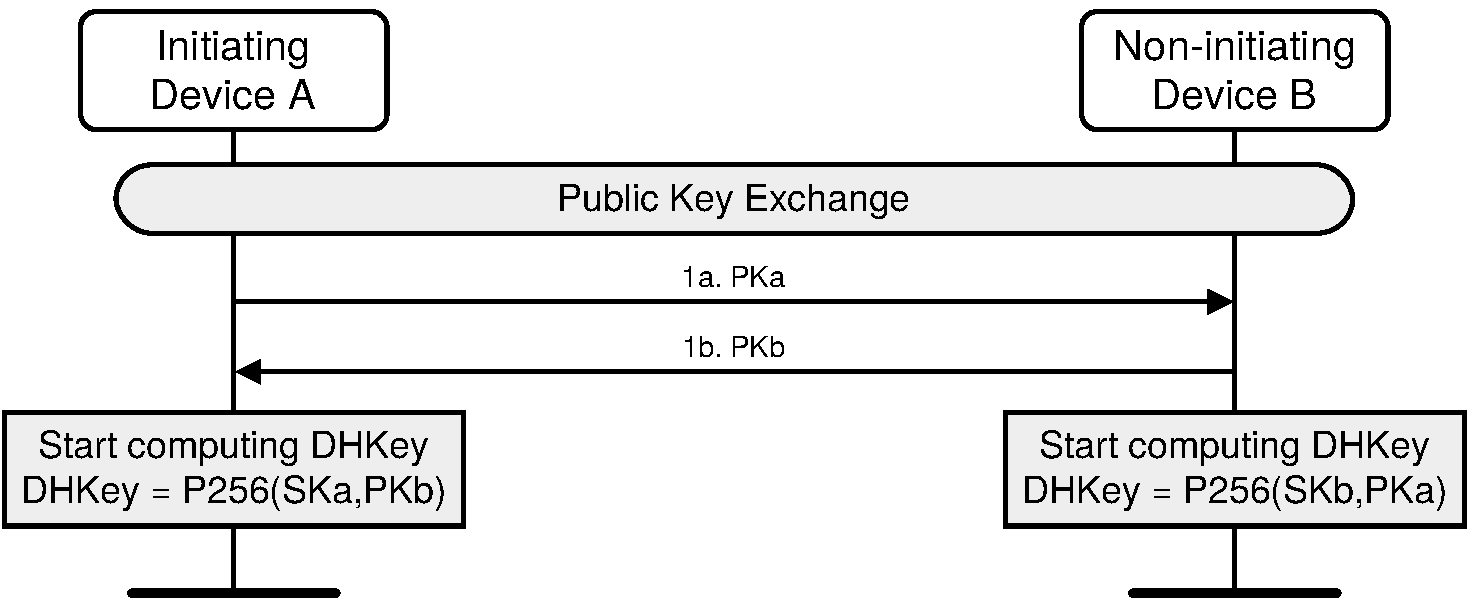 Initiating
Device A
Non-initiating
Device B
Public Key Exchange
1a. PKa
1b. PKb
Start computing DHKey
DHKey = P256(SKa,PKb)
Start computing DHKey
DHKey = P256(SKb,PKa)